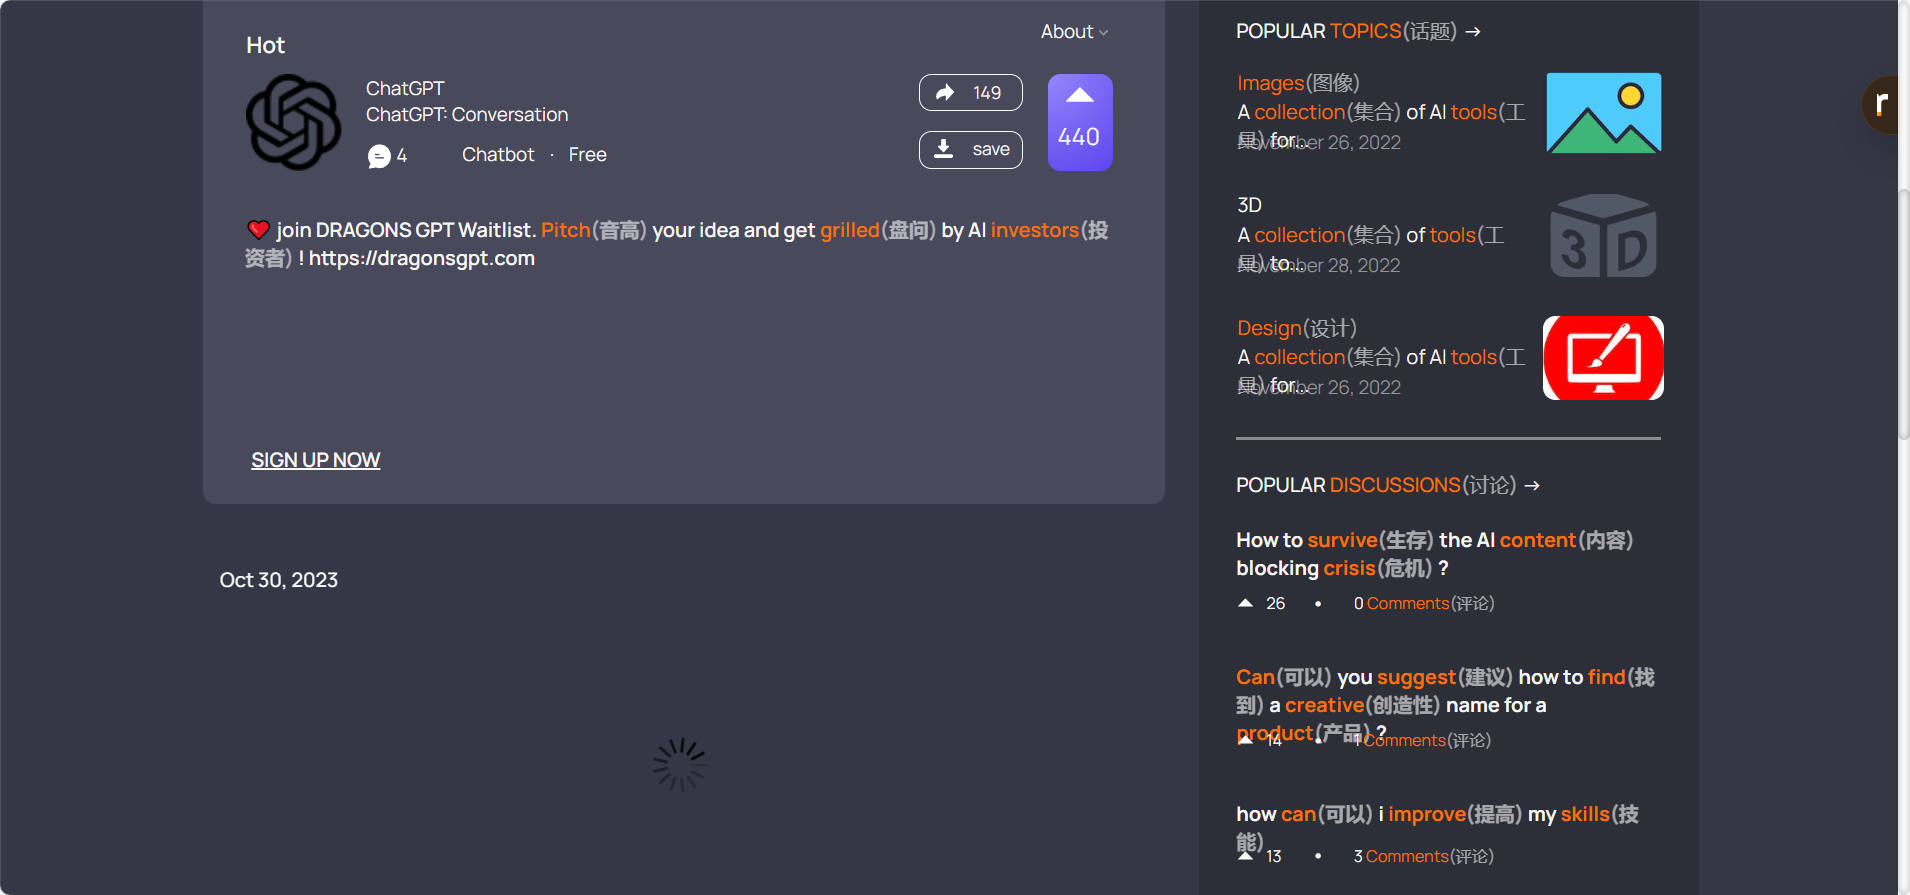 Hot
About
ChatGPT
ChatGPT: Conversation
4
Chatbot · Free
149
save
440
join DRAGONS GPT Waitlist. Pitch(音高) your idea and get grilled(盘问) by AI investors(投
资者) ! https://dragonsgpt.com
SIGN UP NOW
Oct 30, 2023
POPULAR TOPICS(话题) →
Images(图像)
A collection(集合) of AI tools(工
具) for...
November 26, 2022
3D
A collection(集合) of tools(工
具) to...
November 28, 2022
3D
Design(设计)
A collection(集合) of AI tools(工
具) for...
November 26, 2022
POPULAR DISCUSSIONS(讨论) →
How to survive(生存) the AI content(内容)
blocking crisis(危机) ?
26 • 0 Comments(评论)
Can(可以) you suggest(建议) how to find(找
到) a creative(创造性) name for a
product(产品) ?
14 • 1 Comments(评论)
how can(可以) i improve(提高) my skills(技
能)
13 • 3 Comments(评论)
r